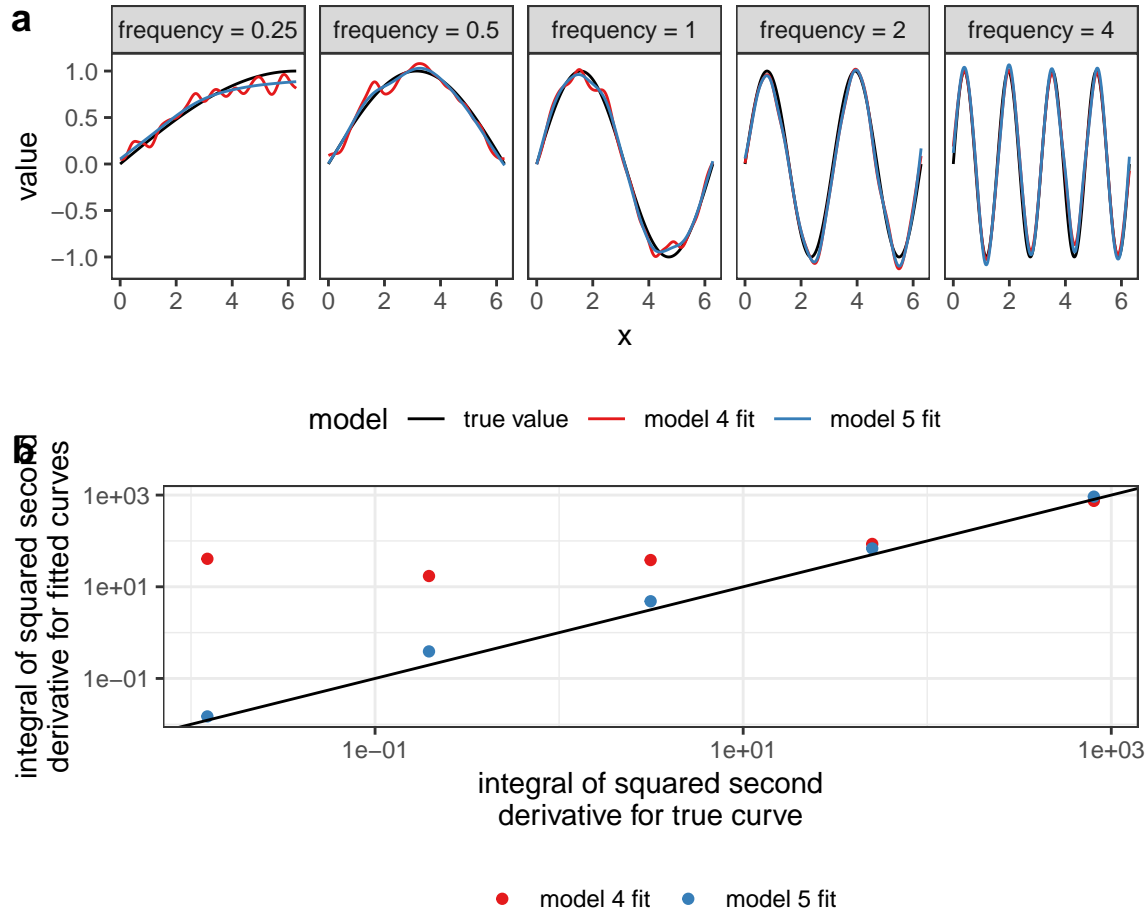 a
frequency = 0.25
frequency = 0.5
frequency = 1
frequency = 2
frequency = 4
value
1.0
0.5
0.0
−0.5
−1.0
0 2 4 6
0 2 4 6
0 2 4 6
0 2 4 6
0 2 4 6
x
model true value model 4 fit model 5 fit
b
integral of squared second
derivative for fitted curves
1e+03
1e+01
1e−01
1e−01 1e+01 1e+03
integral of squared second
derivative for true curve
model 4 fit model 5 fit